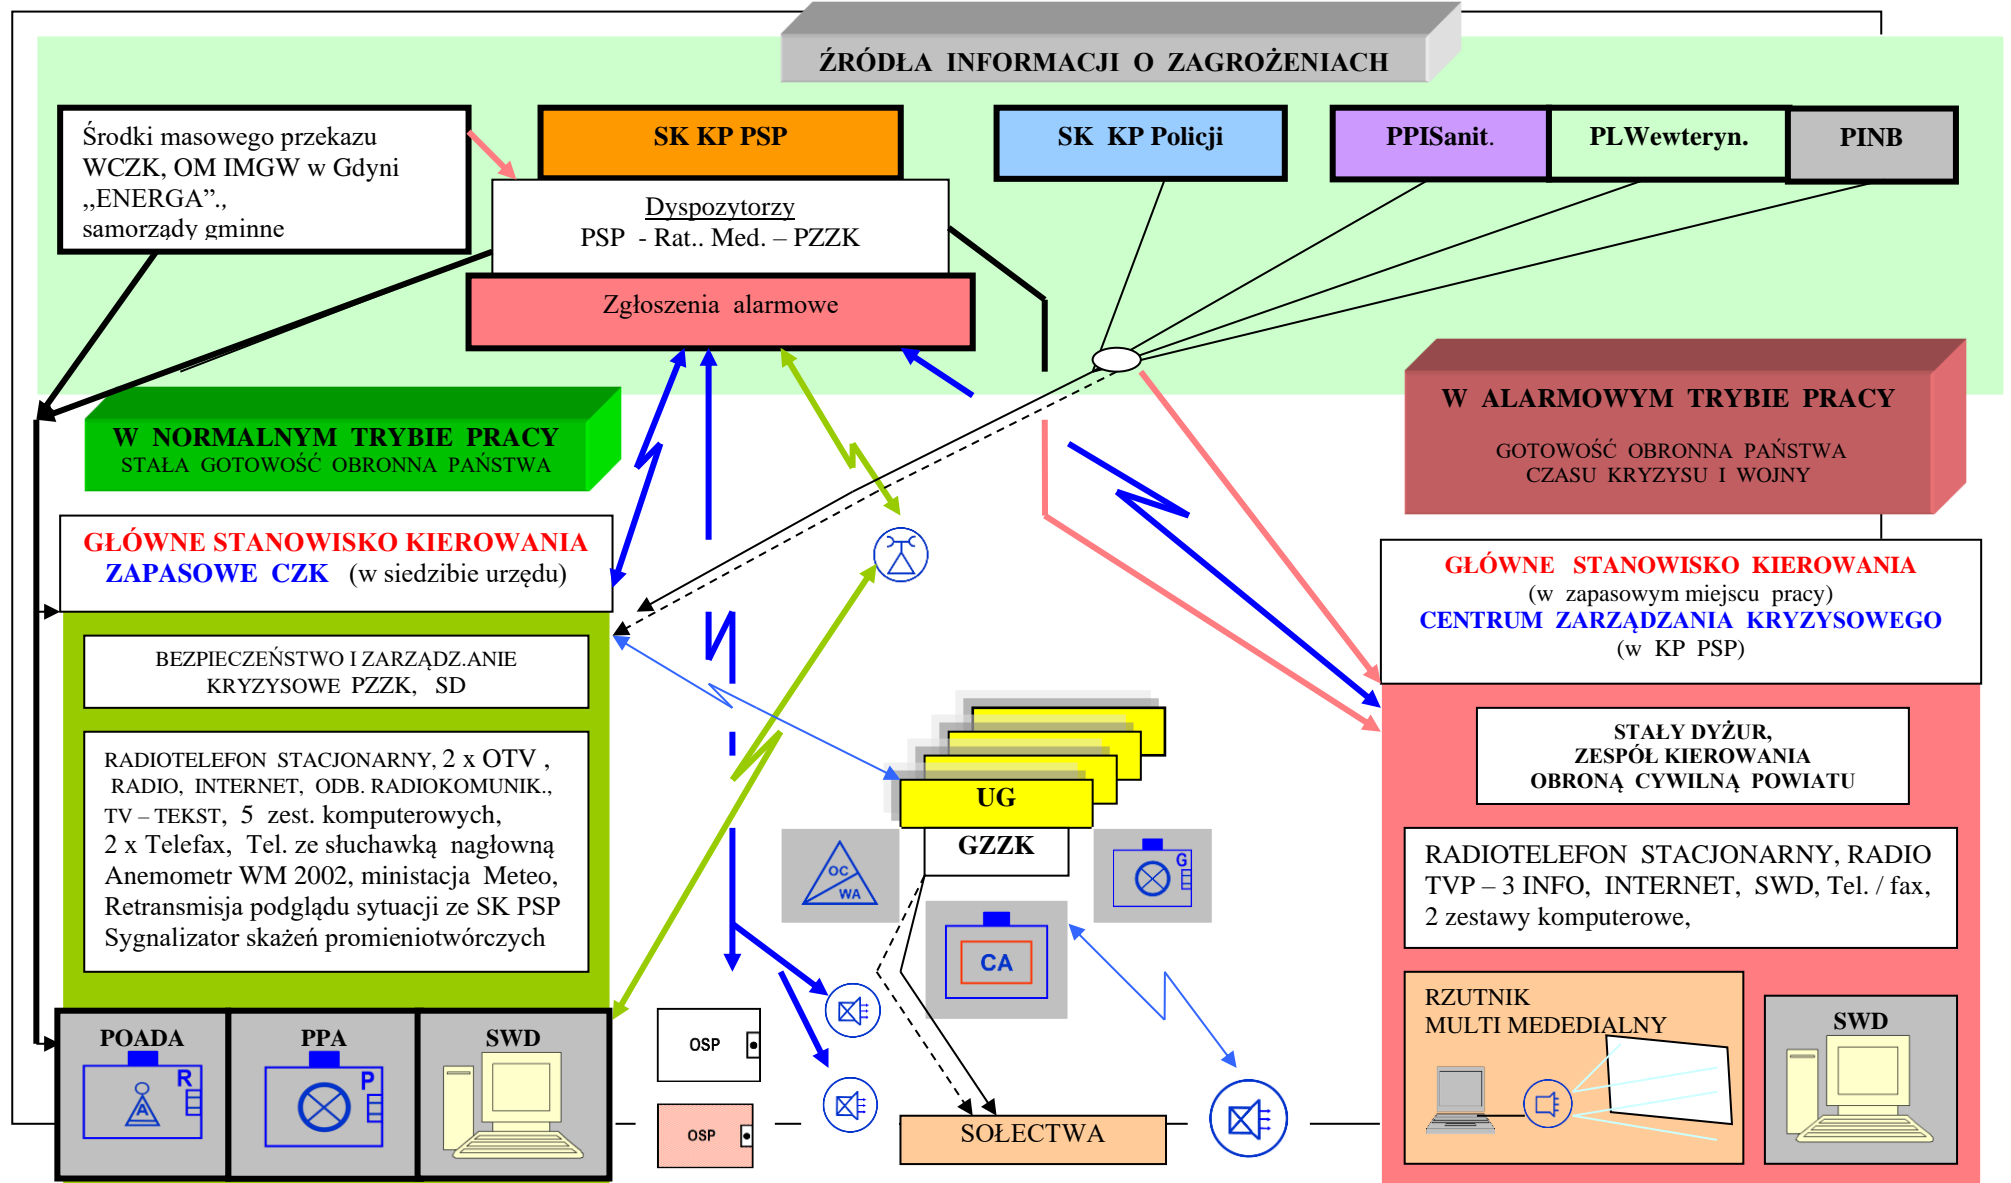 ŹRÓDŁA INFORMACJI O ZAGROŻENIACH
Środki masowego przekazu
WCZK, OM IMGW w Gdyni
„ENERGA”.,
samorządy gminne
SK KP PSP
Dyspozytorzy
PSP - Rat.. Med. – PZZK
Zgłoszenia alarmowe
SK KP Policji
PPISanit.
PLWewteryn.
PINB
W NORMALNYM TRYBIE PRACY
STAŁA GOTOWOŚĆ OBRONNA PAŃSTWA
W ALARMOWYM TRYBIE PRACY
GOTOWOŚĆ OBRONNA PAŃSTWA
CZASU KRYZYSU I WOJNY
GŁÓWNE STANOWISKO KIEROWANIA
ZAPASOWE CZK (w siedzibie urzędu)
BEZPIECZEŃSTWO I ZARZĄDZ.ANIE
KRYZYSOWE PZZK, SD
RADIOTELEFON STACJONARNY, 2 x OTV ,
RADIO, INTERNET, ODB. RADIOKOMUNIK.,
TV – TEKST, 5 zest. komputerowych,
2 x Telefax, Tel. ze słuchawką nagłowną
Anemometr WM 2002, ministacja Meteo,
Retransmisja podglądu sytuacji ze SK PSP
Sygnalizator skażeń promieniotwórczych
POADA
R
A
PPA
P
SWD
OSP
OSP
UG
GZZK
OC
WA
G
CA
SOŁECTWA
GŁÓWNE STANOWISKO KIEROWANIA
(w zapasowym miejscu pracy)
CENTRUM ZARZĄDZANIA KRYZYSOWEGO
(w KP PSP)
STAŁY DYŻUR,
ZESPÓŁ KIEROWANIA
OBRONĄ CYWILNĄ POWIATU
RADIOTELEFON STACJONARNY, RADIO
TVP – 3 INFO, INTERNET, SWD, Tel. / fax,
2 zestawy komputerowe,
RZUTNIK
MULTI MEDEDIALNY
SWD